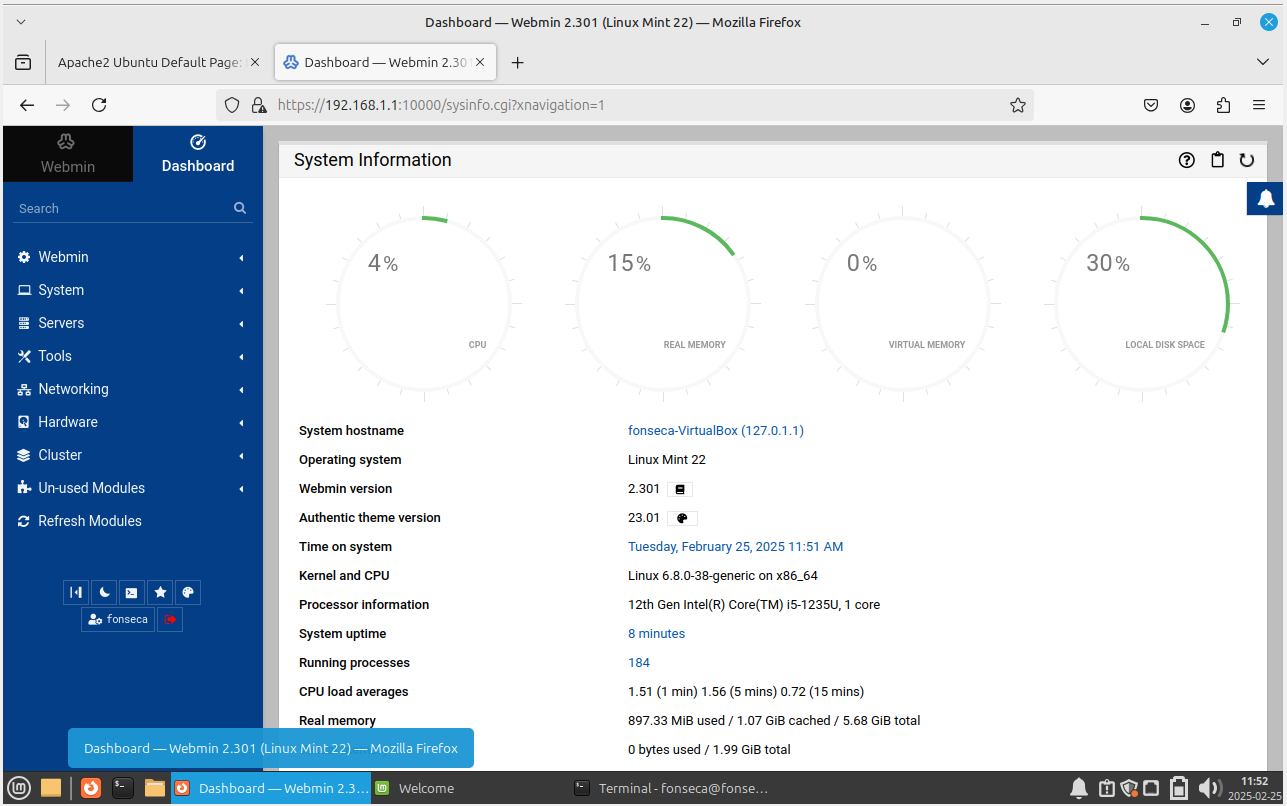 Dashboard — Webmin 2.301 (Linux Mint 22) — Mozilla Firefox
Apache2 Ubuntu Default Page:
Dashboard — Webmin 2.301
https://192.168.1.1:10000/sysinfo.cgi?xnavigation=1
Webmin
Dashboard
Search
Webmin
System
Servers
Tools
Networking
Hardware
Cluster
Un-used Modules
Refresh Modules
fonseca
System Information
4%
CPU
15%
REAL MEMORY
0%
VIRTUAL MEMORY
30%
LOCAL DISK SPACE
System hostname fonseca-VirtualBox (127.0.1.1)
Operating system Linux Mint 22
Webmin version 2.301
Authentic theme version 23.01
Time on system Tuesday, February 25, 2025 11:51 AM
Kernel and CPU Linux 6.8.0-38-generic on x86_64
Processor information 12th Gen Intel(R) Core(TM) i5-1235U, 1 core
System uptime 8 minutes
Running processes 184
CPU load averages 1.51 (1 min) 1.56 (5 mins) 0.72 (15 mins)
Real memory 897.33 MiB used / 1.07 GiB cached / 5.68 GiB total
0 bytes used / 1.99 GiB total
Dashboard — Webmin 2.301 (Linux Mint 22) — Mozilla Firefox
Dashboard — Webmin 2.3…
Welcome
Terminal - fonseca@fonse…
11:52
2025-02-25